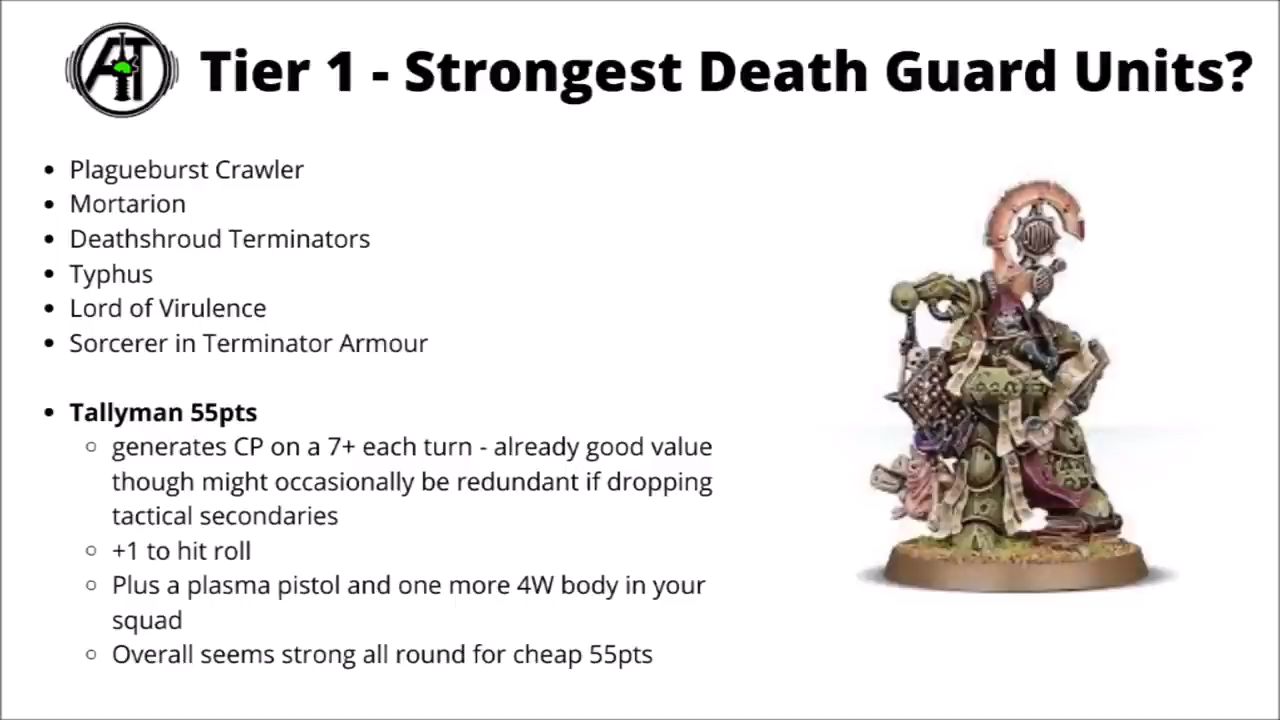 AT
Tier 1 - Strongest Death Guard Units?
• Plagueburst Crawler
• Mortarion
• Deathshroud Terminators
• Typhus
• Lord of Virulence
• Sorcerer in Terminator Armour
• Tallyman 55pts
○ generates CP on a 7+ each turn - already good value
though might occasionally be redundant if dropping
tactical secondaries
○ +1 to hit roll
○ Plus a plasma pistol and one more 4W body in your
squad
○ Overall seems strong all round for cheap 55pts